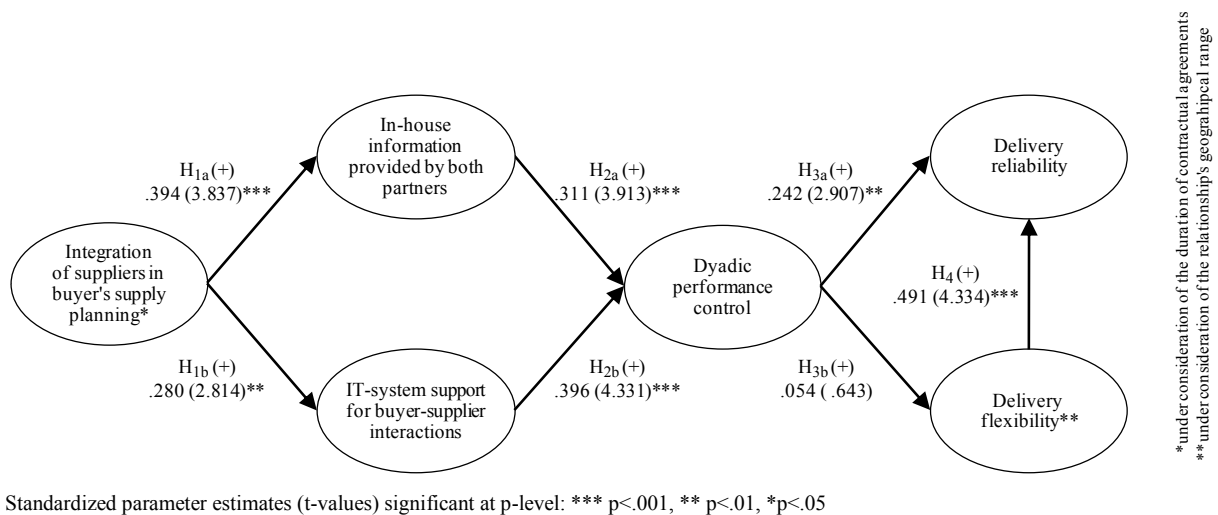 In-house
information
provided by both
partners
Delivery
reliability
H1a(+)
.394 (3.837)***
H2a(+)
.311 (3.913)***
H3a(+)
.242 (2.907)**
Integration
of suppliers in
buyer's supply
planning*
Dyadic
performance
control
H4(+)
.491 (4.334)***
H1b(+)
.280 (2.814)**
IT-system support
for buyer-supplier
interactions
H2b(+)
.396 (4.331)***
H3b(+)
.054 ( .643)
Delivery
flexibility**
*under consideration of the duration of contractual agreements
**under consideration of the relationship's geograhipcal range
Standardized parameter estimates (t-values) significant at p-level: *** p<.001, ** p<.01, *p<.05